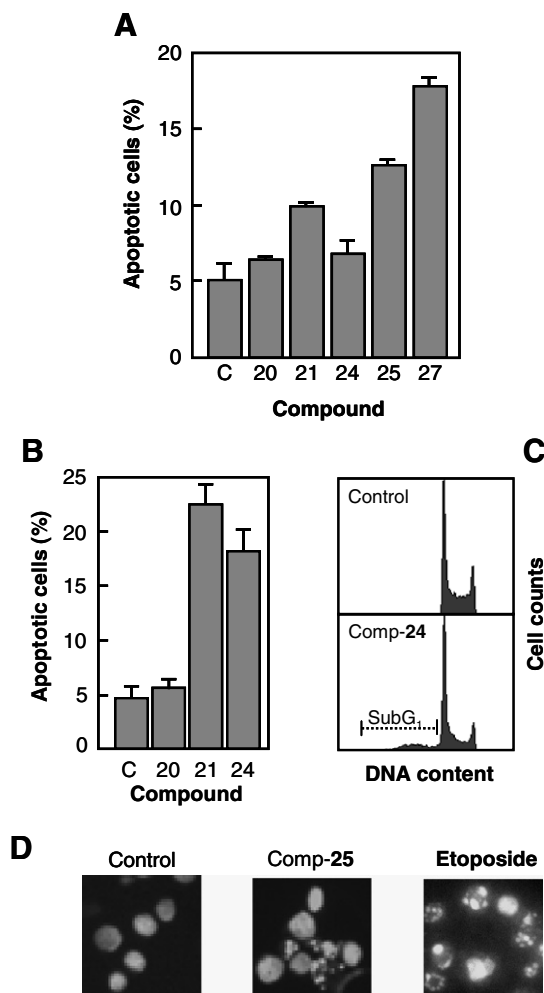 A
20
15
10
5
0
Apoptotic cells (%)
C 20 21 24 25 27
Compound
B
25
20
15
10
5
0
Apoptotic cells (%)
C 20 21 24
Compound
C
Control
Comp-24
SubG₁
Cell counts
DNA content
D
Control Comp-25 Etoposide